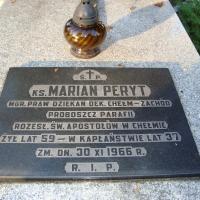 Ś. P.
KS. MARIAN PERYT
MGR. PRAW DZIEKAN DEK. CHEŁM-ZACHÓD
PROBOSZCZ PARAFII
ROZESŁ. ŚW. APOSTOŁÓW W CHEŁMIE
ŻYŁ LAT 59 - W KAPŁAŃSTWIE LAT 37
ZM. DN. 30 XI 1966 R.
R. I. P.